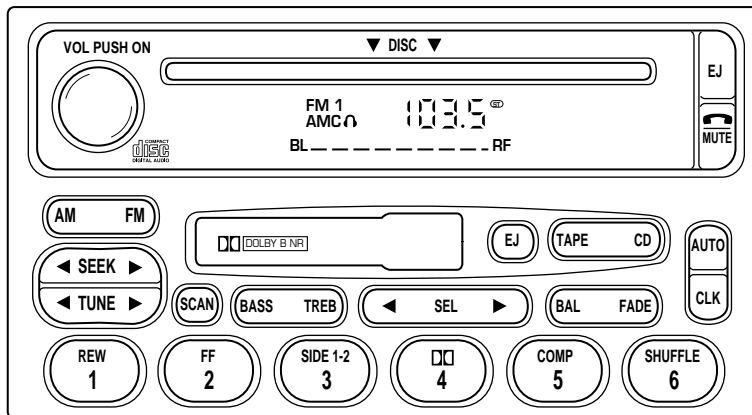 VOL PUSH ON
DISC
EJ
FM 1
103.5 ST
AMC
MUTE
COMPACT
disc
DIGITAL AUDIO
BL
RF
AM FM
DOLBY B NR
EJ
TAPE CD
AUTO
SEEK
TUNE
SCAN
BASS TREB
SEL
BAL FADE
CLK
REW
1
FF
2
SIDE 1-2
3
4
COMP
5
SHUFFLE
6